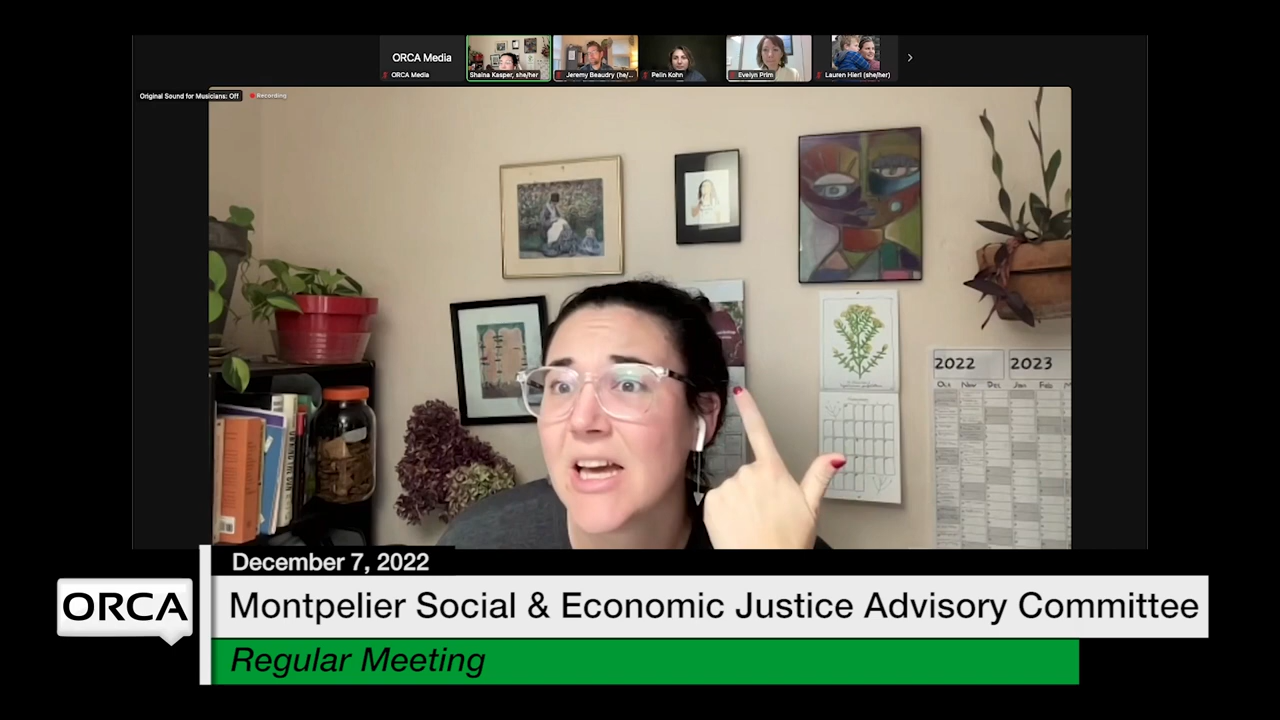 ORCA Media
ORCA Media
Shaina Kasper, she/her
Jeremy Beaudry (he/...
Pelin Kohn
Evelyn Prim
Lauren Hierl (she/her)
Original Sound for Musicians: Off
Recording
2022
2023
Oct Nov Dec Jan Feb M
December 7, 2022
ORCA
Montpelier Social & Economic Justice Advisory Committee
Regular Meeting